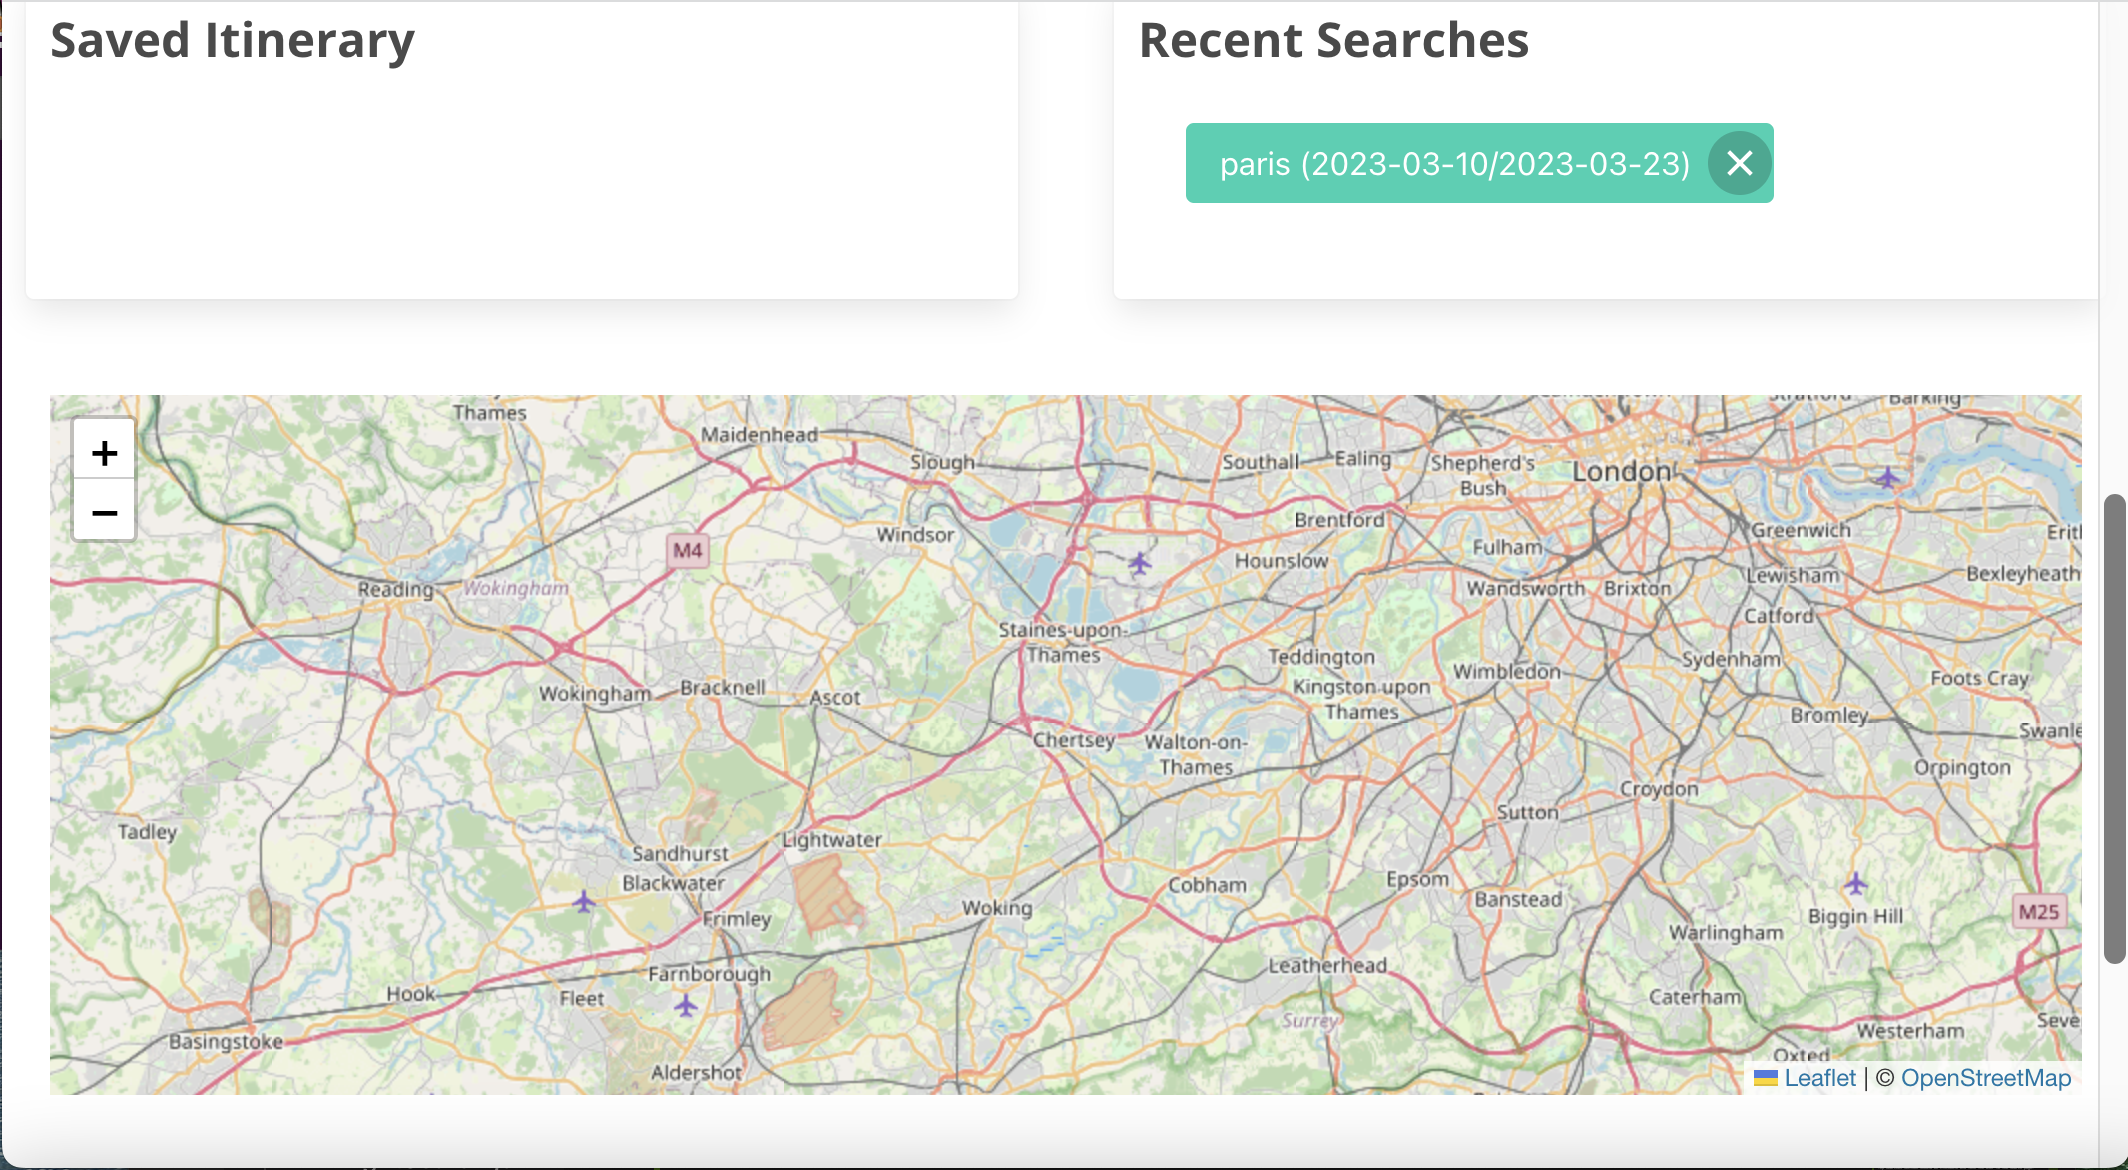 Saved Itinerary
Recent Searches
paris (2023-03-10/2023-03-23)
+
−
Thames
Maidenhead
Slough
Southall
Ealing
Shepherd's
Bush
London
Barking
Windsor
Brentford
Greenwich
M4
Hounslow
Fulham
Reading
Wokingham
Wandsworth
Brixton
Lewisham
Bexleyheath
Catford
Staines-upon-
Thames
Teddington
Wimbledon
Sydenham
Foots Cray
Wokingham
Bracknell
Ascot
Kingston upon
Thames
Bromley
Chertsey
Walton-on-
Thames
Orpington
Croydon
Sutton
Tadley
Lightwater
Sandhurst
Blackwater
Cobham
Epsom
Banstead
Frimley
Woking
Biggin Hill
M25
Warlingham
Leatherhead
Farnborough
Hook
Fleet
Caterham
Surrey
Westerham
Basingstoke
Oxted
Aldershot
Leaflet | © OpenStreetMap